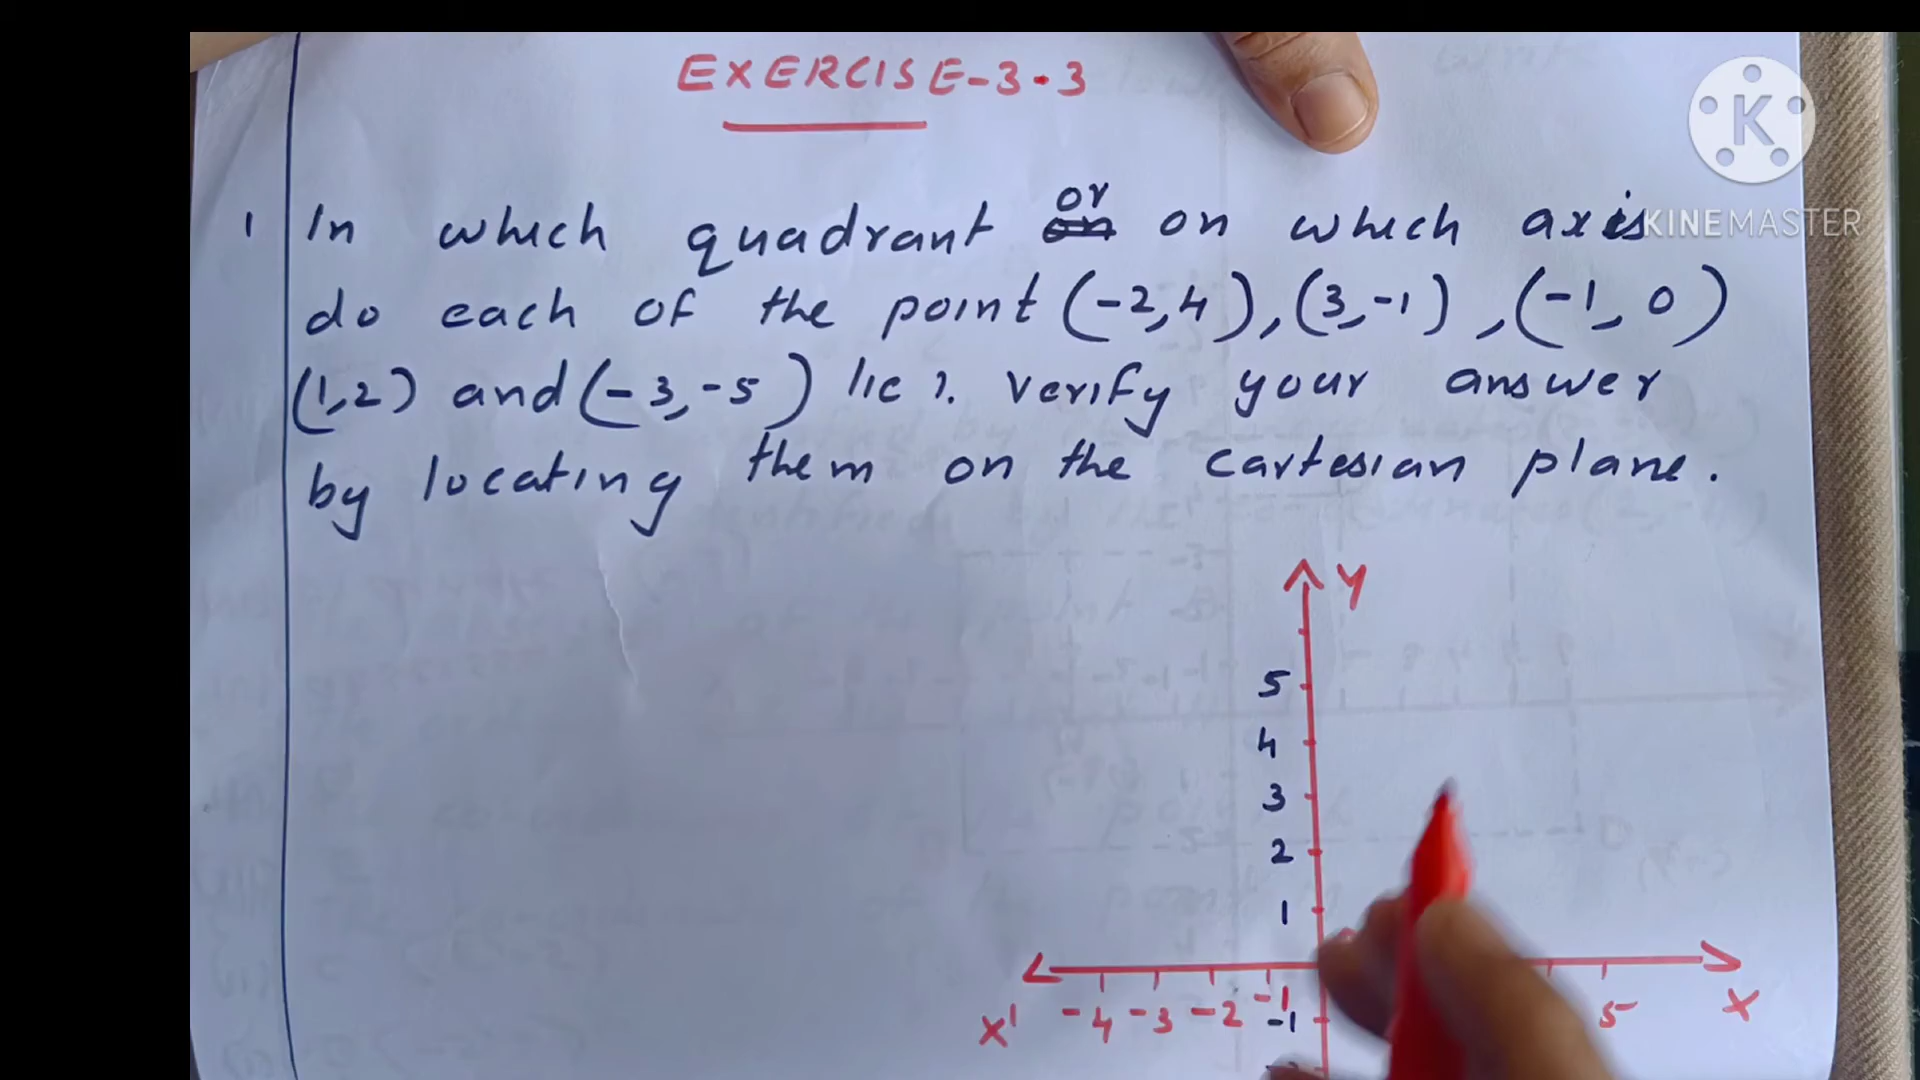 EXERCISE-3.3
K
KINEMASTER
1 In which quadrant or on which axis
do each of the point (-2,4), (3,-1), (-1, 0)
(1,2) and (-3,-5) lie ?. Verify your answer
by locating them on the cartesian plane.
Y
5
4
3
2
1
X' -4 -3 -2 -1 5 X
-1